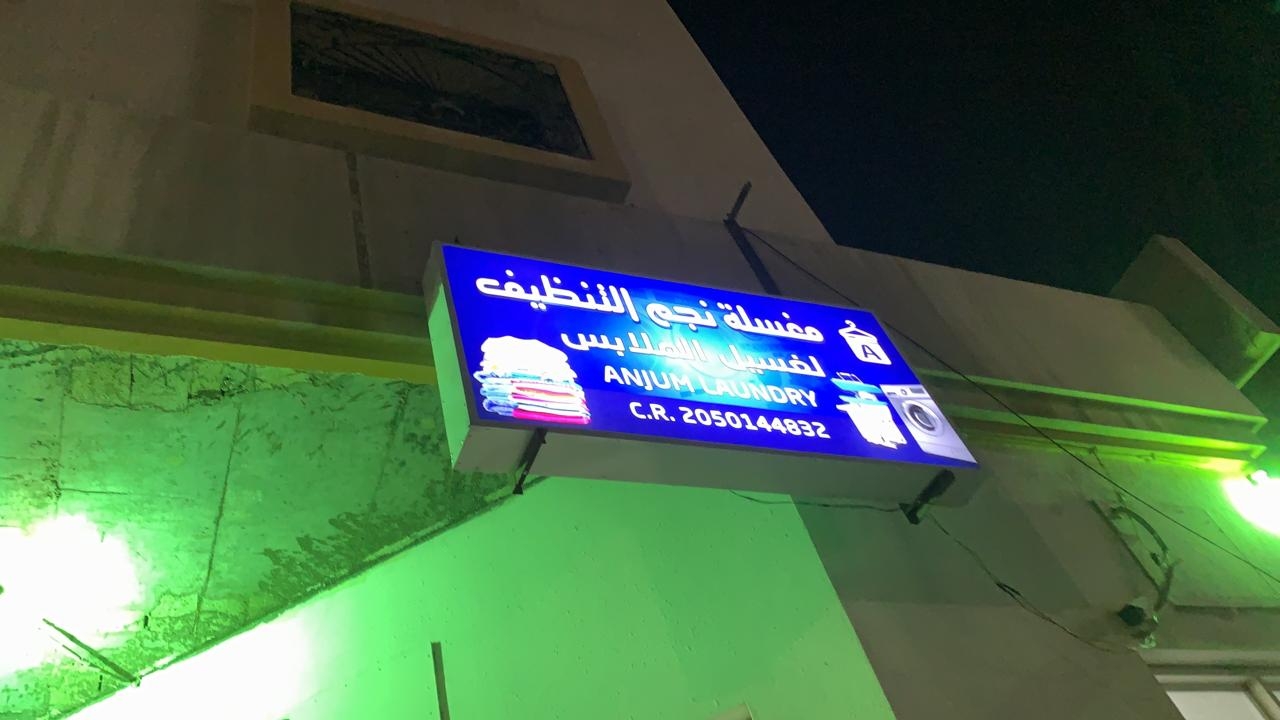 مغسلة نجم التنظيف
لغسيل الملابس
ANJUM LAUNDRY
C.R. 2050144832
A